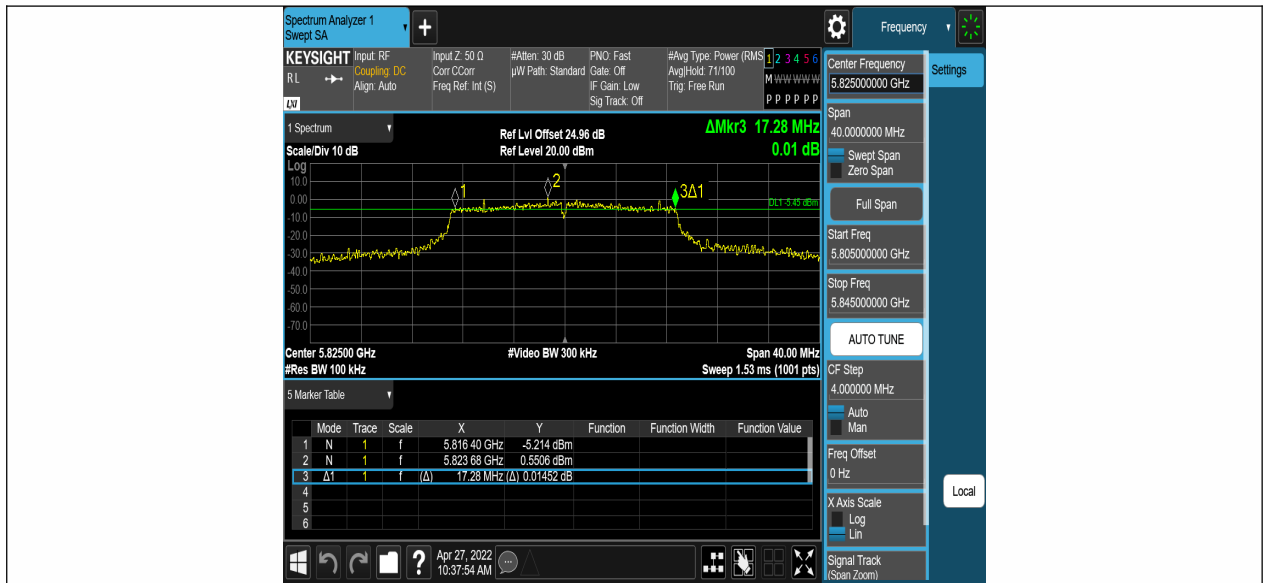 Spectrum Analyzer 1
Swept SA
+
Frequency
KEYSIGHT
RL
LXI
Input: RF
Coupling: DC
Align: Auto
Input Z: 50 Ω
Corr CCorr
Freq Ref: Int (S)
#Atten: 30 dB
µW Path: Standard
PNO: Fast
Gate: Off
IF Gain: Low
Sig Track: Off
#Avg Type: Power (RMS
Avg|Hold: 71/100
Trig: Free Run
1 2 3 4 5 6
M W W W W W
P P P P P P
1 Spectrum
Scale/Div 10 dB
Ref Lvl Offset 24.96 dB
Ref Level 20.00 dBm
ΔMkr3 17.28 MHz
0.01 dB
Log
10.0
0.00
-10.0
-20.0
-30.0
-40.0
-50.0
-60.0
-70.0
1
2
3Δ1
DL1 -5.45 dBm
Center 5.82500 GHz
#Res BW 100 kHz
#Video BW 300 kHz
Span 40.00 MHz
Sweep 1.53 ms (1001 pts)
5 Marker Table
Mode Trace Scale X Y Function Function Width Function Value
1 N 1 f 5.816 40 GHz -5.214 dBm
2 N 1 f 5.823 68 GHz 0.5506 dBm
3 Δ1 1 f (Δ) 17.28 MHz (Δ) 0.01452 dB
4
5
6
?
Apr 27, 2022
10:37:54 AM
Center Frequency
5.825000000 GHz
Span
40.0000000 MHz
Swept Span
Zero Span
Full Span
Start Freq
5.805000000 GHz
Stop Freq
5.845000000 GHz
AUTO TUNE
CF Step
4.000000 MHz
Auto
Man
Freq Offset
0 Hz
X Axis Scale
Log
Lin
Signal Track
(Span Zoom)
Settings
Local